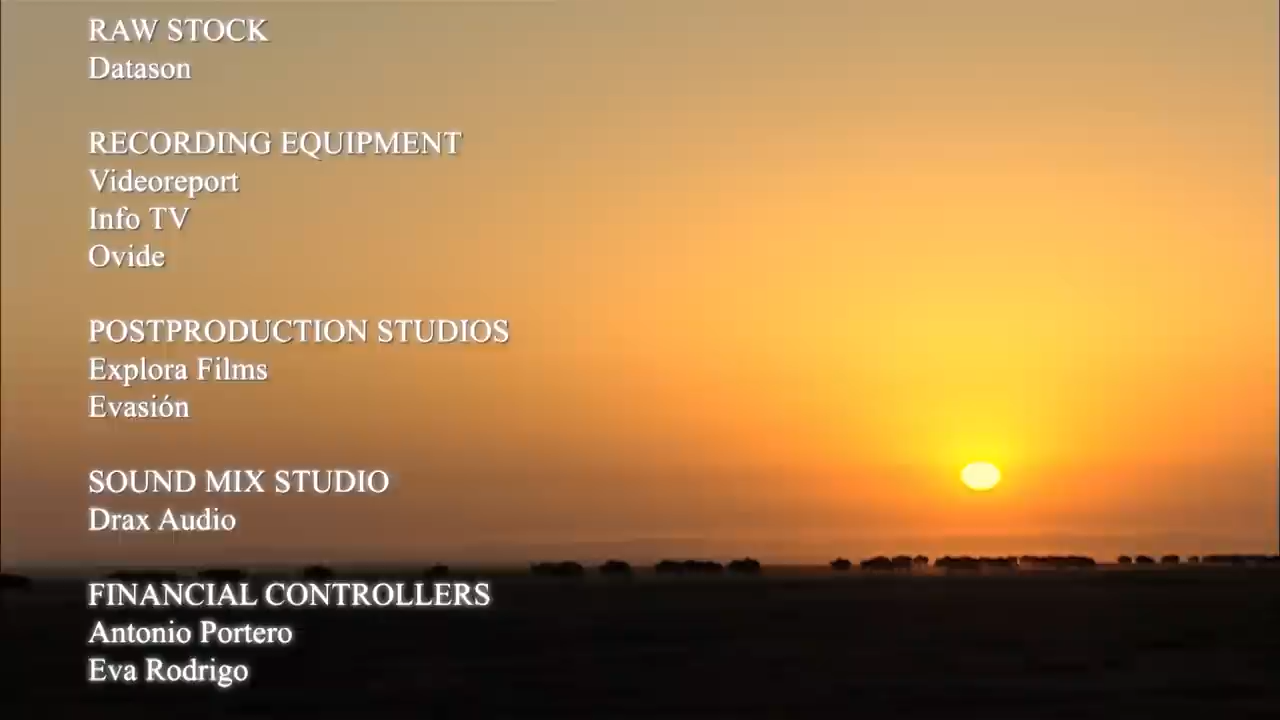 RAW STOCK
Datason
RECORDING EQUIPMENT
Videoreport
Info TV
Ovide
POSTPRODUCTION STUDIOS
Explora Films
Evasión
SOUND MIX STUDIO
Drax Audio
FINANCIAL CONTROLLERS
Antonio Portero
Eva Rodrigo